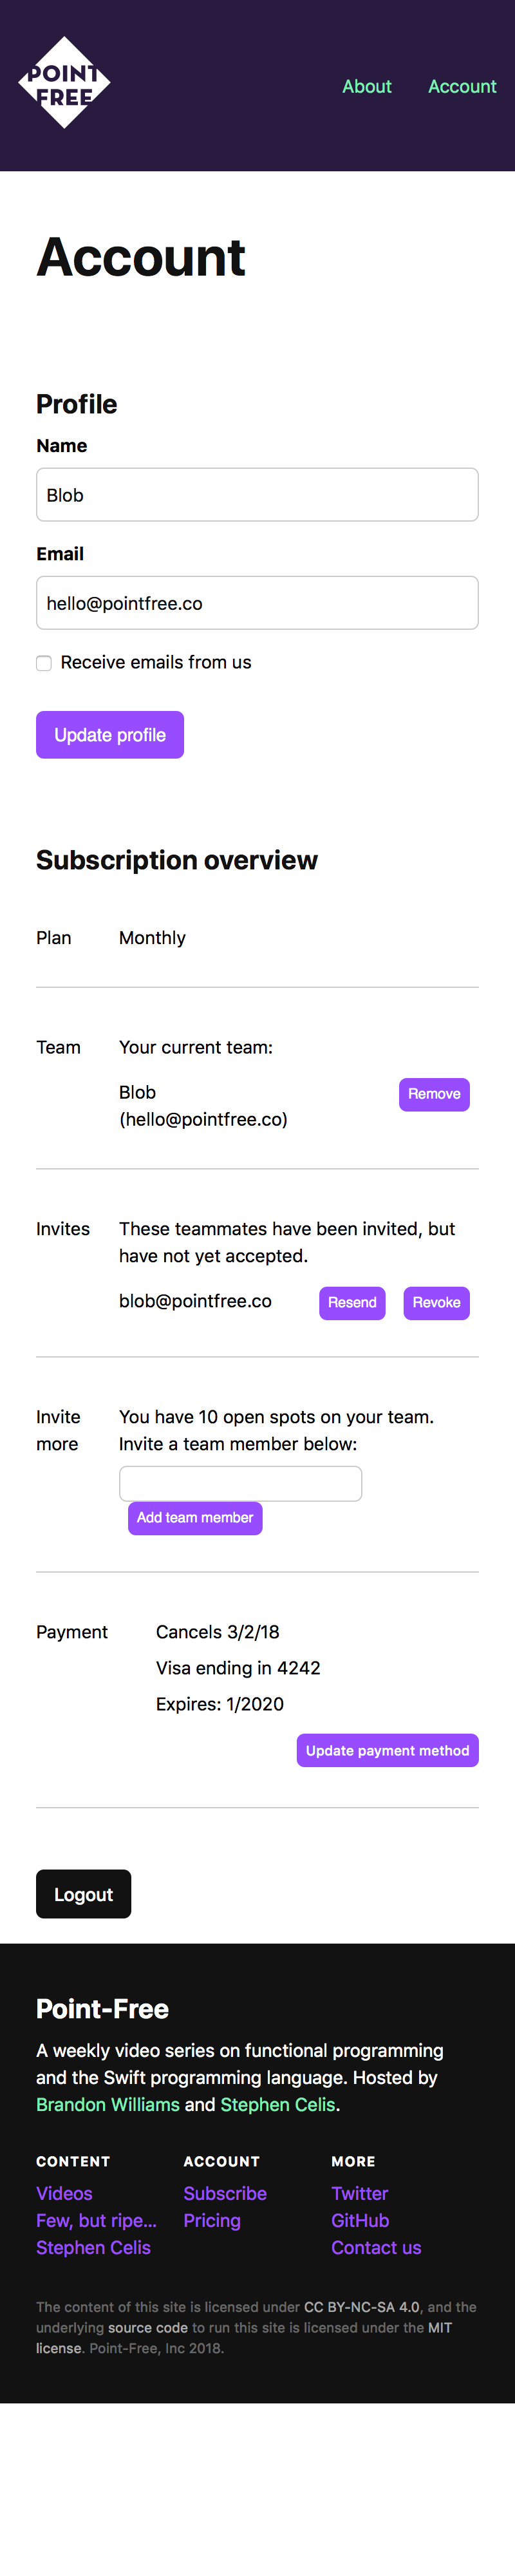 POINT
FREE
About Account
Account
Profile
Name
Blob
Email
hello@pointfree.co
Receive emails from us
Update profile
Subscription overview
Plan Monthly
Team Your current team:
Blob
(hello@pointfree.co)
Remove
Invites These teammates have been invited, but
have not yet accepted.
blob@pointfree.co Resend Revoke
Invite
more
You have 10 open spots on your team.
Invite a team member below:
Add team member
Payment Cancels 3/2/18
Visa ending in 4242
Expires: 1/2020
Update payment method
Logout
Point-Free
A weekly video series on functional programming
and the Swift programming language. Hosted by
Brandon Williams and Stephen Celis.
CONTENT ACCOUNT MORE
Videos Subscribe Twitter
Few, but ripe... Pricing GitHub
Stephen Celis Contact us
The content of this site is licensed under CC BY-NC-SA 4.0, and the
underlying source code to run this site is licensed under the MIT
license. Point-Free, Inc 2018.